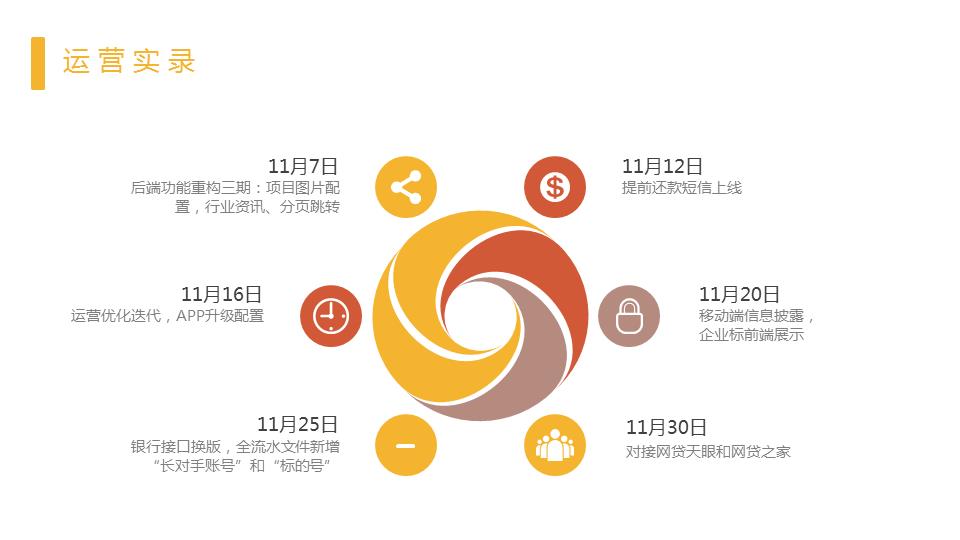 运营实录
11月7日
后端功能重构三期：项目图片配
置，行业资讯、分页跳转
11月12日
提前还款短信上线
11月16日
运营优化迭代，APP升级配置
11月20日
移动端信息披露，
企业标前端展示
11月25日
银行接口换版，全流水文件新增
“长对手账号”和“标的号”
11月30日
对接网贷天眼和网贷之家